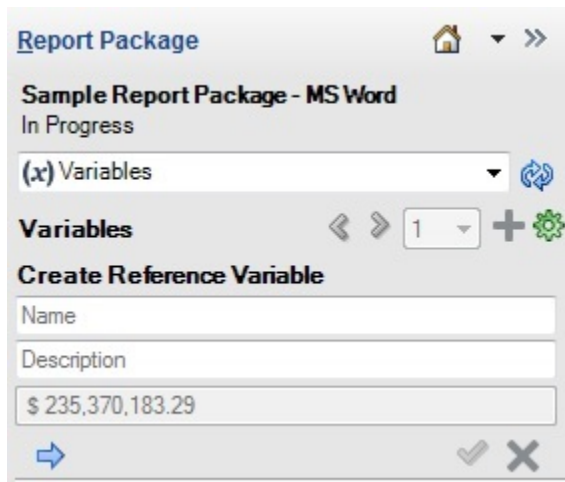 Report Package
Sample Report Package - MS Word
In Progress
(x) Variables
Variables 1
Create Reference Variable
Name
Description
$ 235,370,183.29